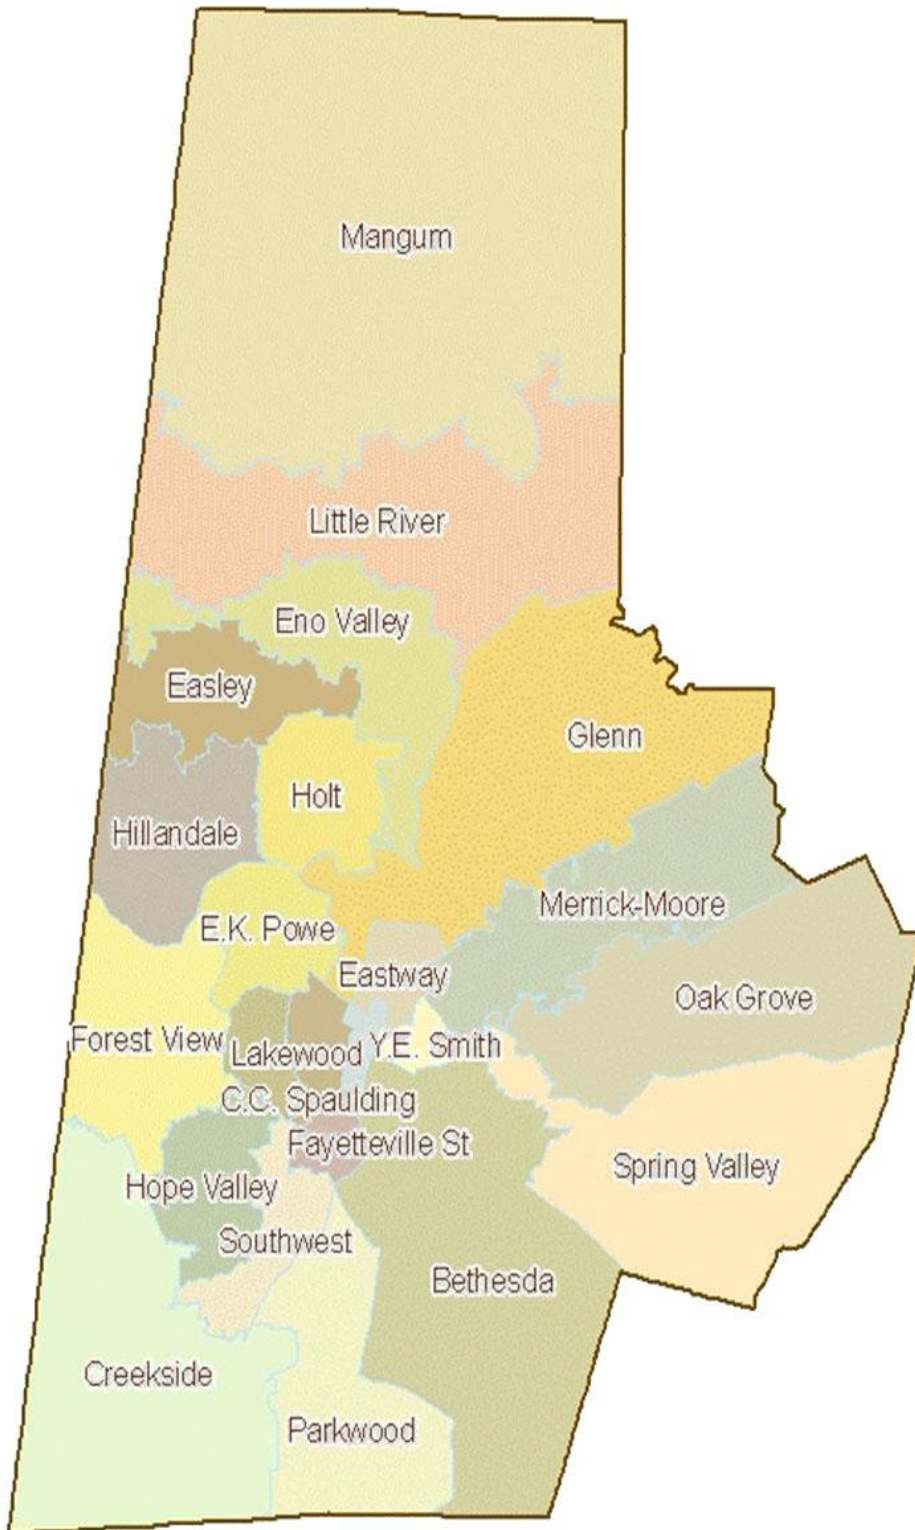 Mangum
Little River
Eno Valley
Easley
Glenn
Holt
Hillandale
Merrick-Moore
E.K. Powe
Eastway
Oak Grove
Forest View
Lakewood
Y.E. Smith
C.C. Spaulding
Fayetteville St
Spring Valley
Hope Valley
Southwest
Bethesda
Creekside
Parkwood